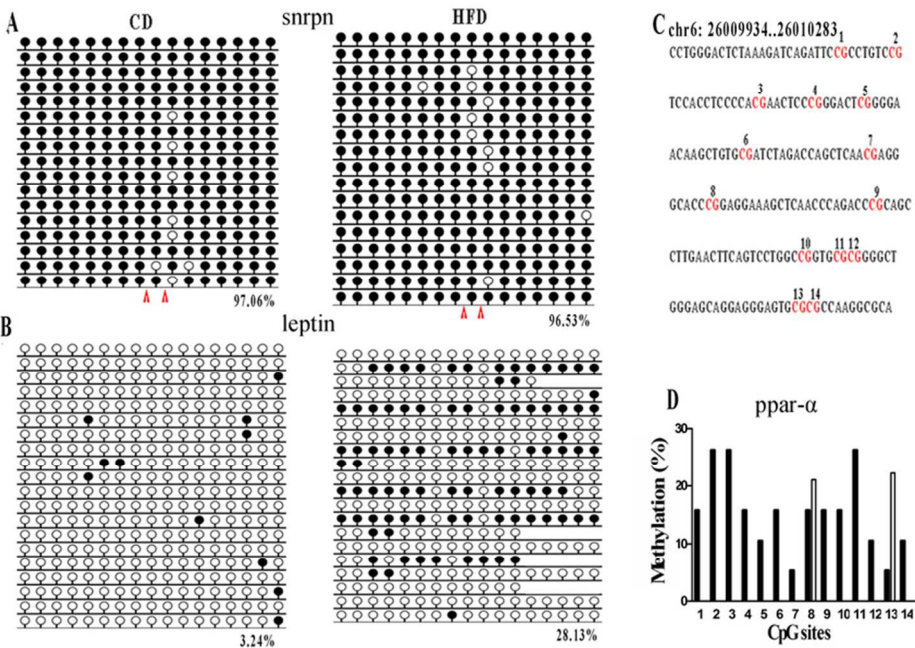 A
CD
snrpn
HFD
97.06%
96.53%
B
leptin
3.24%
28.13%
C chr6: 26009934..26010283
1 2
CCTGGGACTCTAAAGATCAGATTCCGCCTGTCCG
3 4 5
TCCACCTCCCCACGAACTCCCGGGACTCGGGGA
6 7
ACAAGCTGTGCGATCTAGACCAGCTCAACGAGG
8 9
GCACCCGGAGGAAAGCTCAACCCAGACCCGCAGC
10 11 12
CTTGAACTTCAGTCCTGGCCGGTGCGCGGGGCT
13 14
GGGAGCAGGAGGGAGTGCGCGCCAAGGCGCA
D
ppar-α
Methylation (%)
30
20
10
0
1 2 3 4 5 6 7 8 9 10 11 12 13 14
CpG sites